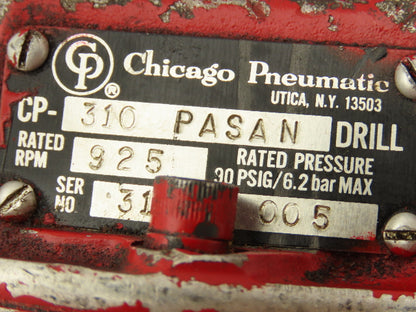 CP ® Chicago Pneumatic
UTICA, N.Y. 13503
CP- 310 PASAN DRILL
RATED RPM 925 RATED PRESSURE
90 PSIG/6.2 bar MAX
SER NO 31 005